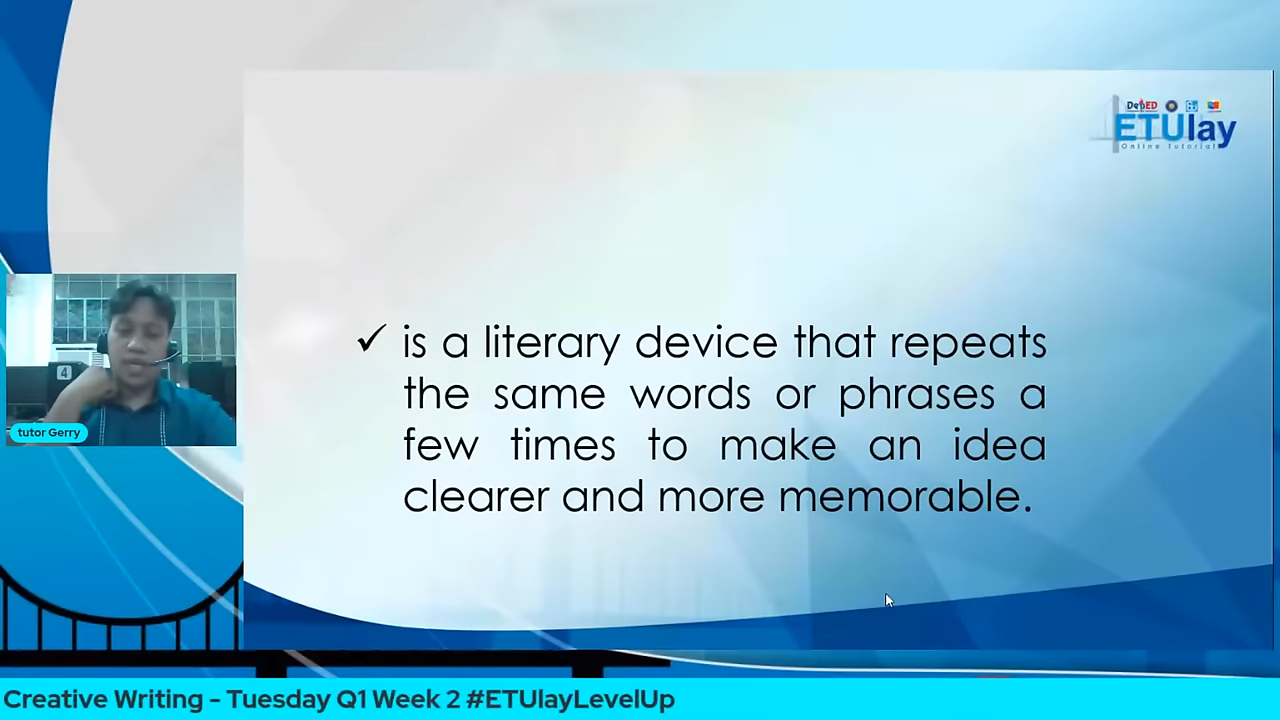 DepED
ETUlay
Online Tutorial
✓ is a literary device that repeats
the same words or phrases a
few times to make an idea
clearer and more memorable.
4
tutor Gerry
Creative Writing - Tuesday Q1 Week 2 #ETUlayLevelUp